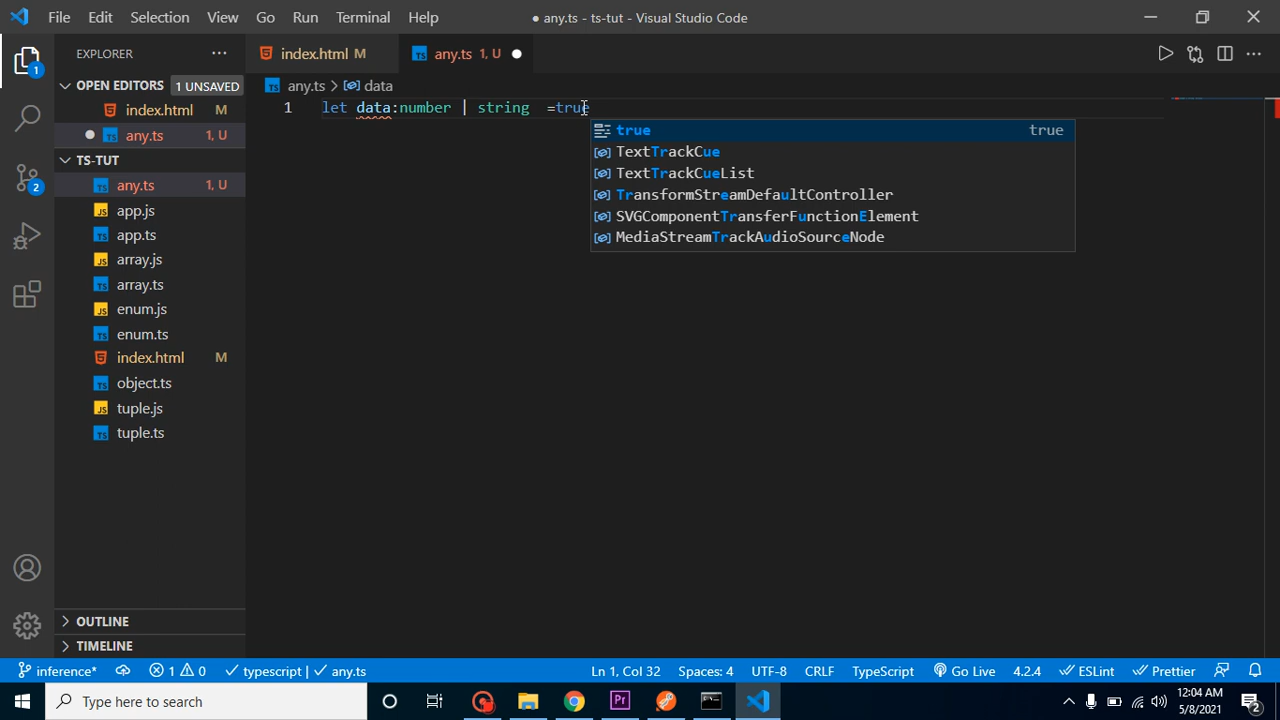 File Edit Selection View Go Run Terminal Help ● any.ts - ts-tut - Visual Studio Code
EXPLORER ··· index.html M any.ts 1, U
OPEN EDITORS 1 UNSAVED
any.ts > data
index.html M
any.ts 1, U
1 let data:number | string  =true
true true
TextTrackCue
TextTrackCueList
TransformStreamDefaultController
SVGComponentTransferFunctionElement
MediaStreamTrackAudioSourceNode
TS-TUT
any.ts 1, U
app.js
app.ts
array.js
array.ts
enum.js
enum.ts
index.html M
object.ts
tuple.js
tuple.ts
OUTLINE
TIMELINE
1
2
inference* 1 0 typescript | any.ts Ln 1, Col 32 Spaces: 4 UTF-8 CRLF TypeScript Go Live 4.2.4 ESLint Prettier
Type here to search
Pr
12:04 AM
5/8/2021
2